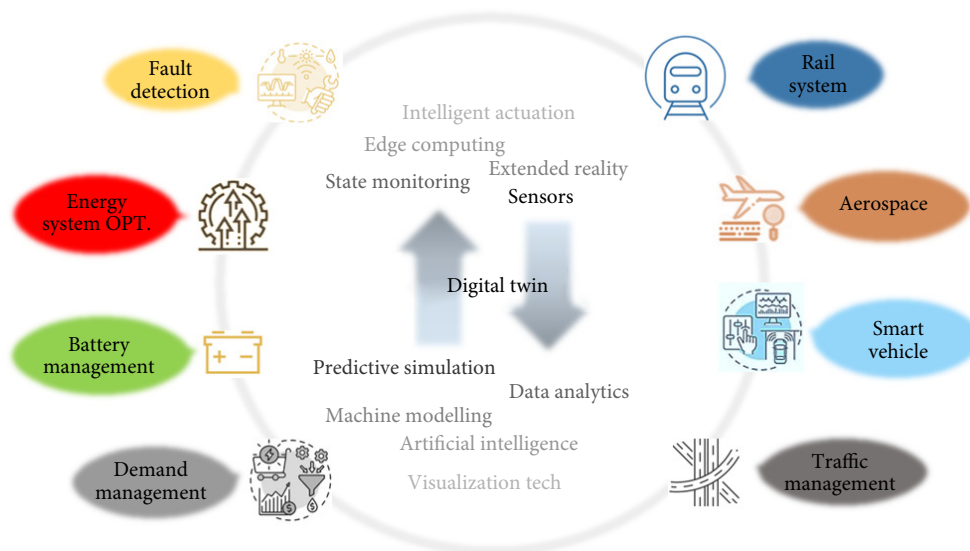 Fault
detection
Rail
system
Intelligent actuation
Edge computing
Extended reality
State monitoring
Sensors
Energy
system OPT.
Aerospace
Digital twin
Battery
management
Smart
vehicle
Predictive simulation
Data analytics
Machine modelling
Artificial intelligence
Visualization tech
Demand
management
Traffic
management